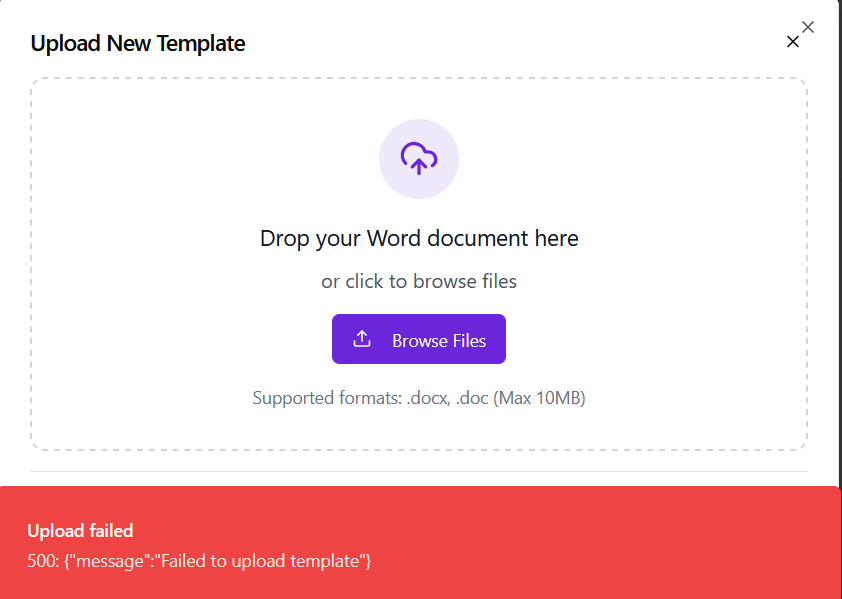 Upload New Template
Drop your Word document here
or click to browse files
Browse Files
Supported formats: .docx, .doc (Max 10MB)
Upload failed
500: {"message":"Failed to upload template"}